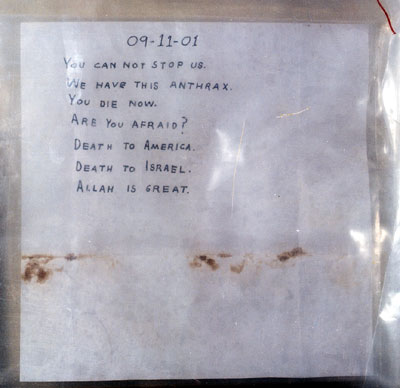 09-11-01
YOU CAN NOT STOP US.
WE HAVE THIS ANTHRAX.
YOU DIE NOW.
ARE YOU AFRAID?
DEATH TO AMERICA.
DEATH TO ISRAEL.
ALLAH IS GREAT.